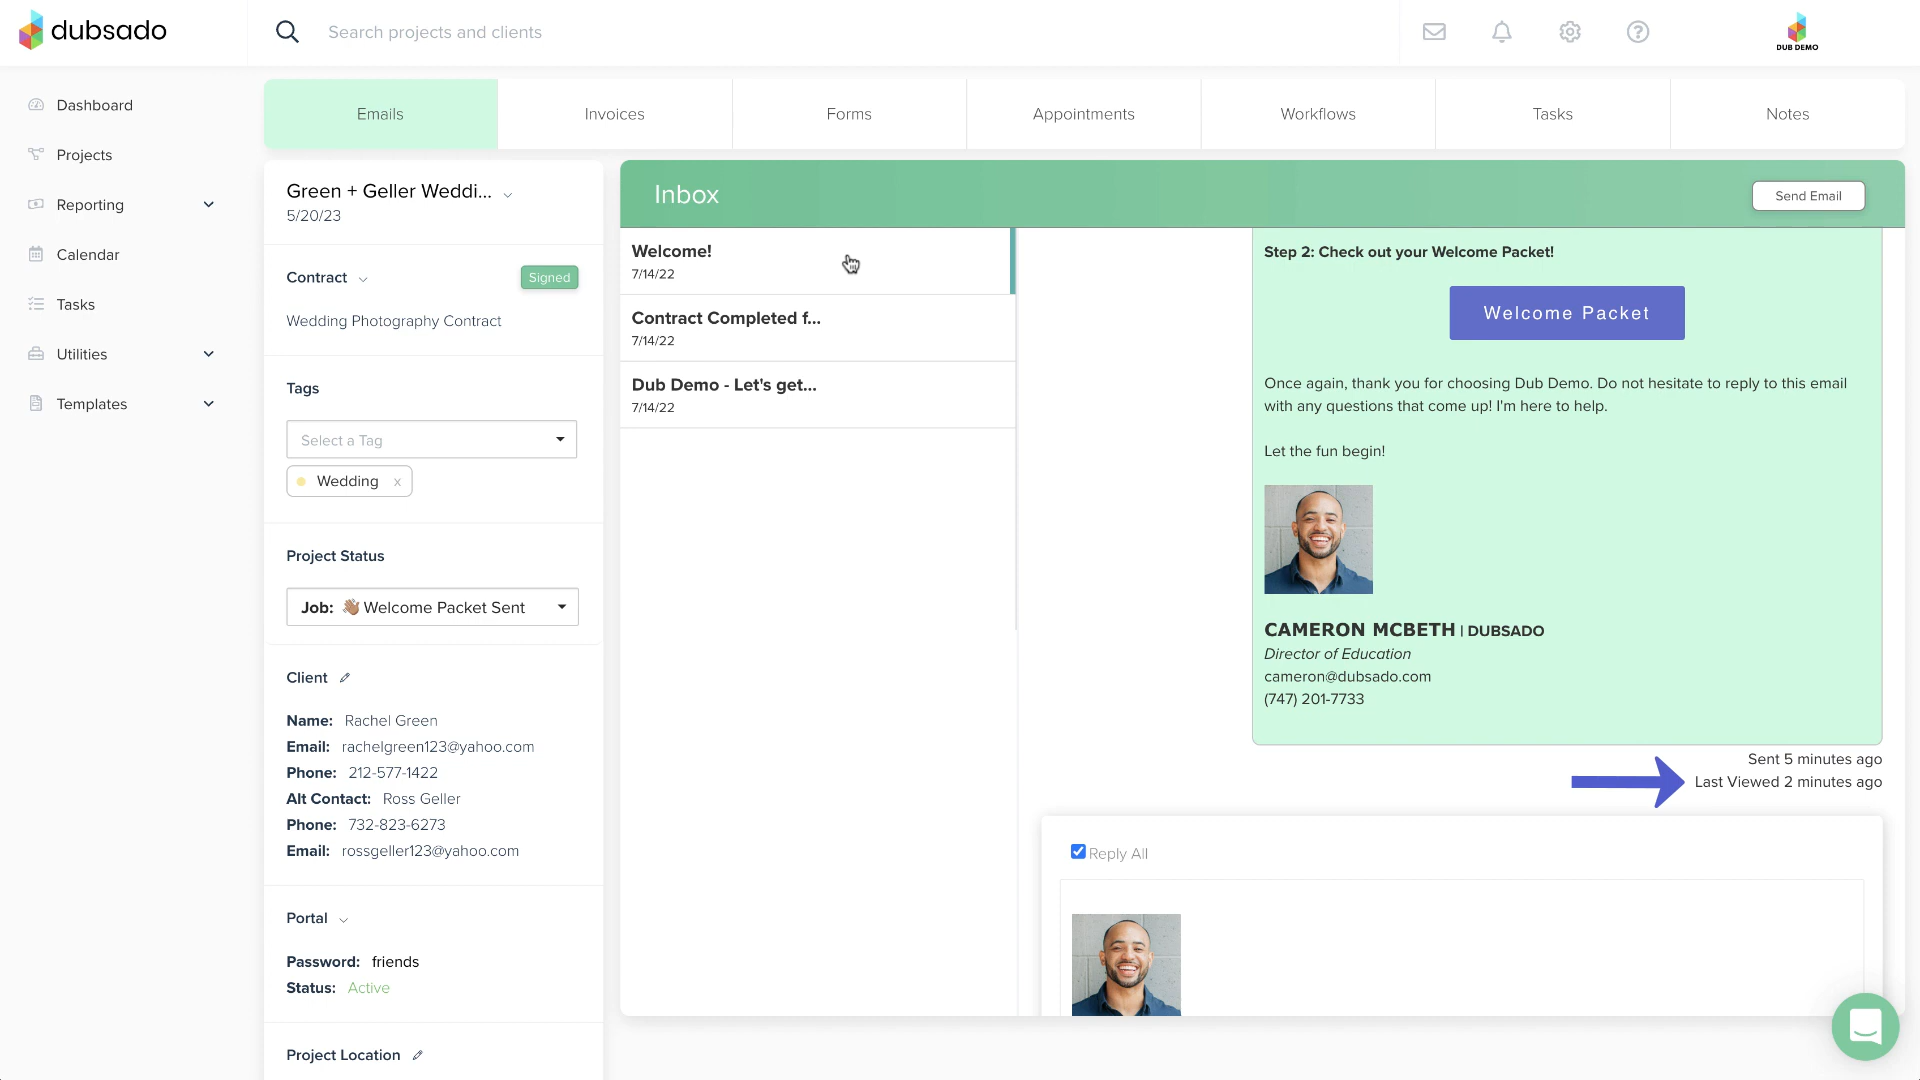 dubsado
Search projects and clients
DUB DEMO
Dashboard
Projects
Reporting
Calendar
Tasks
Utilities
Templates
Emails
Invoices
Forms
Appointments
Workflows
Tasks
Notes
Green + Geller Weddi...
5/20/23
Contract
Signed
Wedding Photography Contract
Tags
Select a Tag
Wedding x
Project Status
Job: 👋🏽 Welcome Packet Sent
Client
Name: Rachel Green
Email: rachelgreen123@yahoo.com
Phone: 212-577-1422
Alt Contact: Ross Geller
Phone: 732-823-6273
Email: rossgeller123@yahoo.com
Portal
Password: friends
Status: Active
Project Location
Inbox
Send Email
Welcome!
7/14/22
Contract Completed f...
7/14/22
Dub Demo - Let's get...
7/14/22
Step 2: Check out your Welcome Packet!
Welcome Packet
Once again, thank you for choosing Dub Demo. Do not hesitate to reply to this email
with any questions that come up! I'm here to help.
Let the fun begin!
CAMERON MCBETH | DUBSADO
Director of Education
cameron@dubsado.com
(747) 201-7733
Sent 5 minutes ago
Last Viewed 2 minutes ago
Reply All